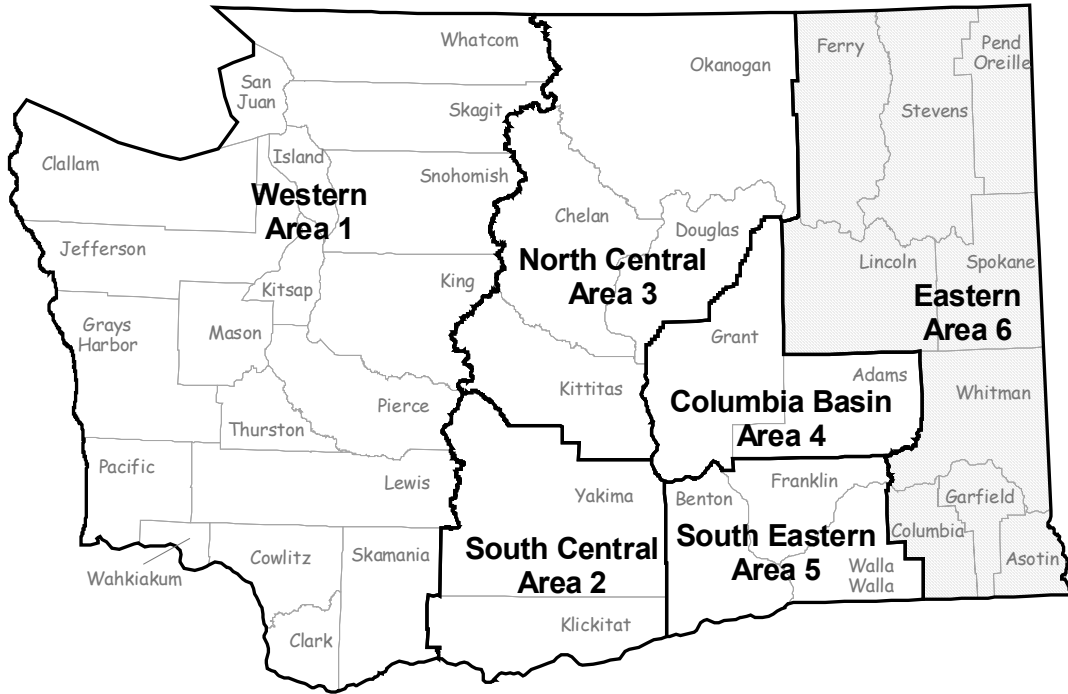 Whatcom
San
Juan
Skagit
Okanogan
Ferry
Pend
Oreille
Stevens
Clallam
Island
Snohomish
Western
Area 1
Chelan
Douglas
Jefferson
Kitsap
King
North Central
Area 3
Lincoln
Spokane
Eastern
Area 6
Grays
Harbor
Mason
Grant
Pierce
Kittitas
Adams
Whitman
Columbia Basin
Area 4
Thurston
Pacific
Lewis
Yakima
Benton
Franklin
Garfield
Columbia
Asotin
Wahkiakum
Cowlitz
Skamania
South Central
Area 2
South Eastern
Area 5
Walla
Walla
Clark
Klickitat